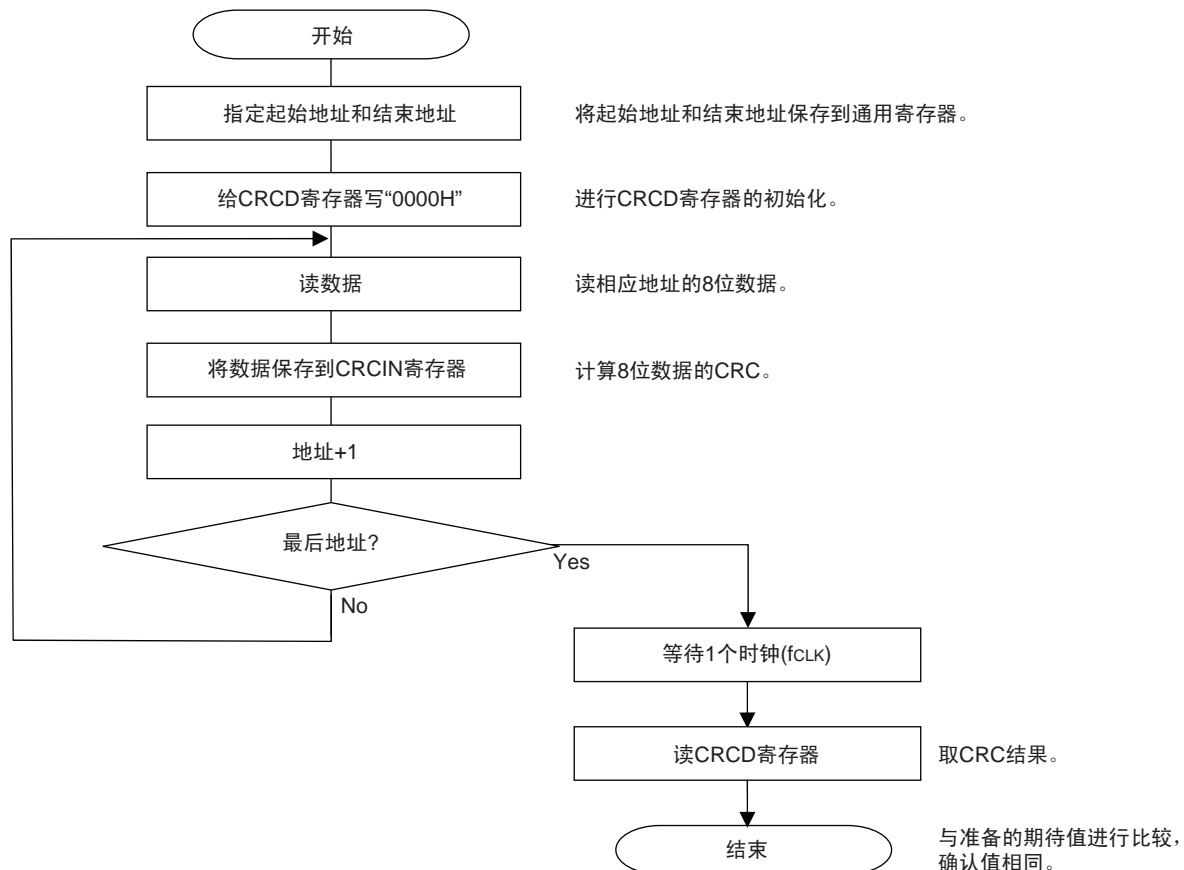 开始
指定起始地址和结束地址
将起始地址和结束地址保存到通用寄存器。
给CRCD寄存器写“0000H”
进行CRCD寄存器的初始化。
读数据
读相应地址的8位数据。
将数据保存到CRCIN寄存器
计算8位数据的CRC。
地址+1
最后地址?
Yes
No
等待1个时钟(fCLK)
读CRCD寄存器
取CRC结果。
结束
与准备的期待值进行比较,
确认值相同。